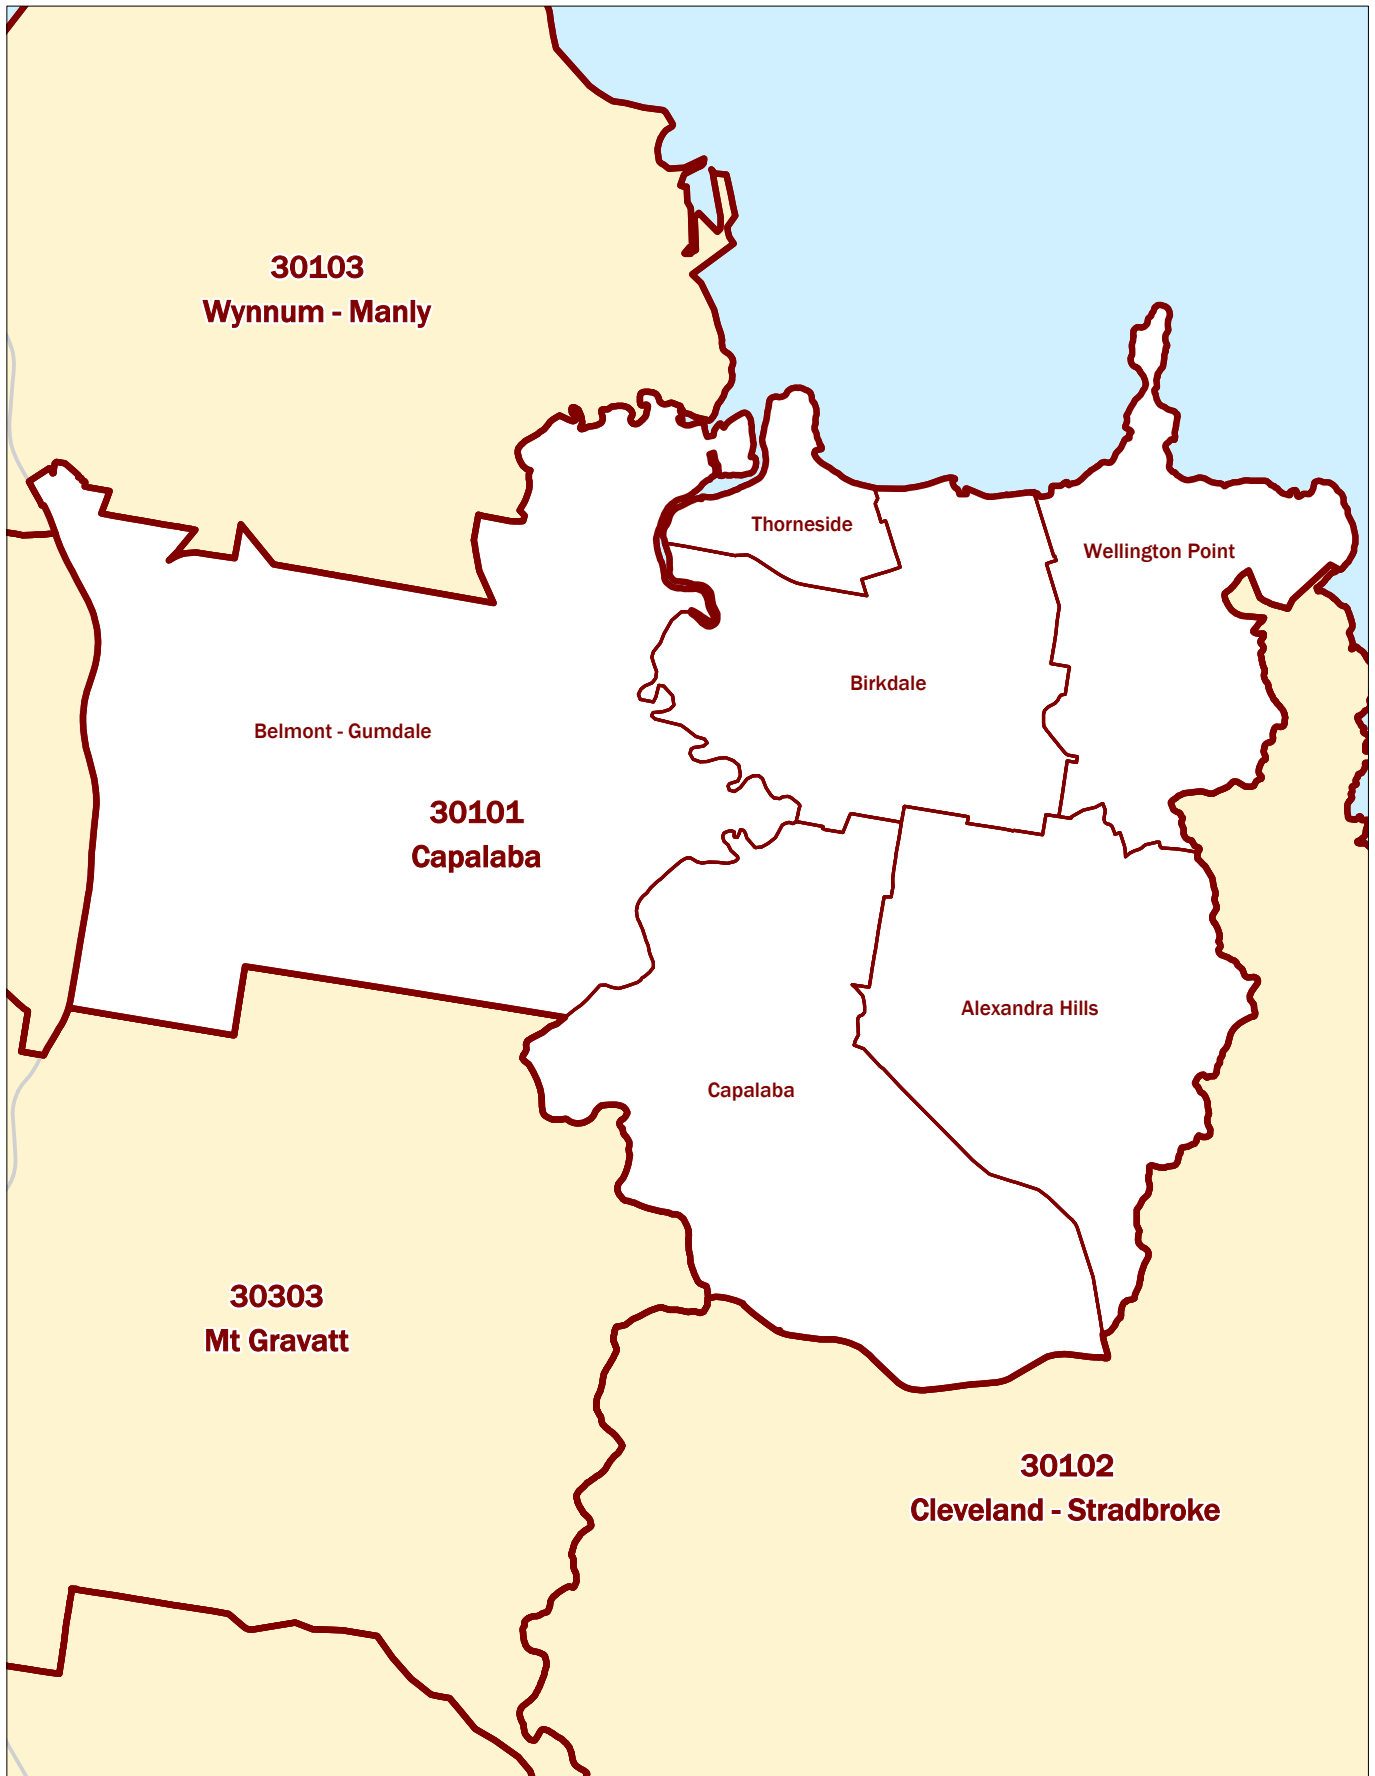 30103
Wynnum - Manly
Thorneside
Wellington Point
Birkdale
Belmont - Gumdale
30101
Capalaba
Alexandra Hills
Capalaba
30303
Mt Gravatt
30102
Cleveland - Stradbroke